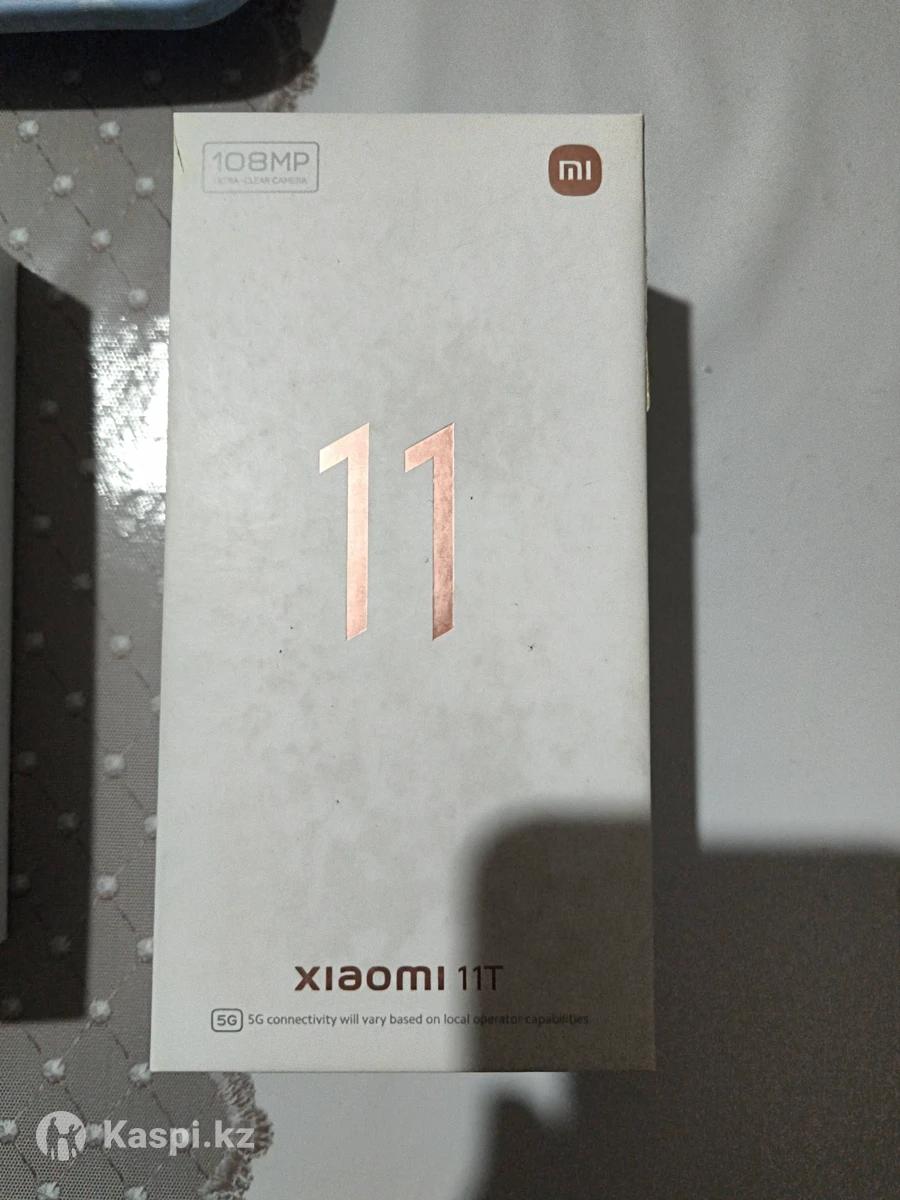 108MP
ULTRA-CLEAR CAMERA
mi
11
xiaomi 11T
5G 5G connectivity will vary based on local operator capabilities
Kaspi.kz